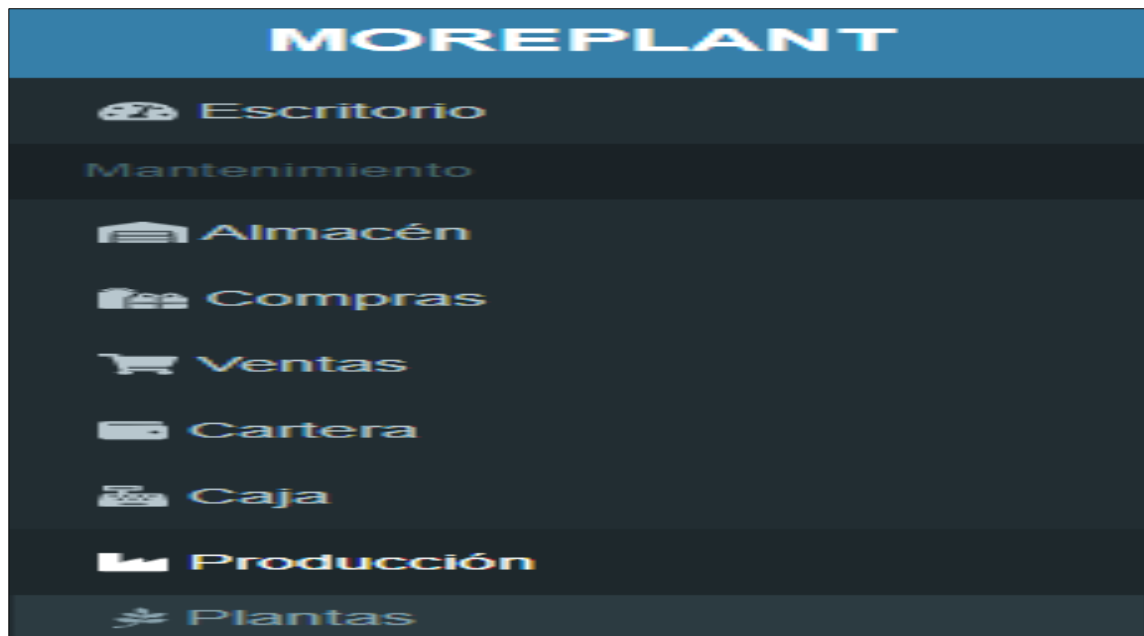 MOREPLANT
Escritorio
Mantenimiento
Almacén
Compras
Ventas
Cartera
Caja
Producción
Plantas